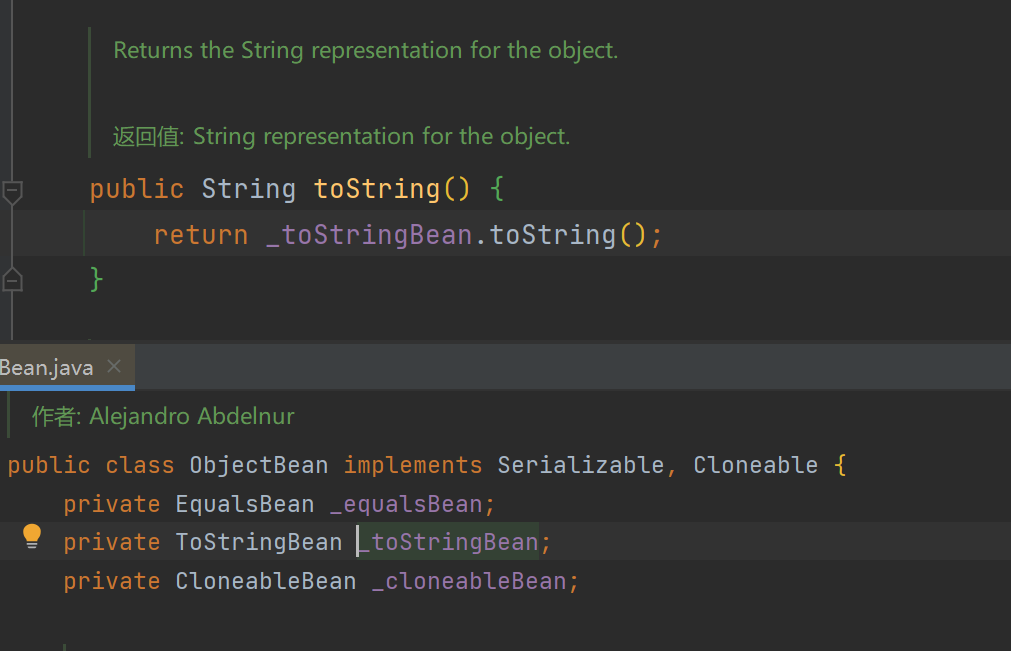 Returns the String representation for the object.
返回值: String representation for the object.
public String toString() {
return _toStringBean.toString();
}
Bean.java
作者: Alejandro Abdelnur
public class ObjectBean implements Serializable, Cloneable {
private EqualsBean _equalsBean;
private ToStringBean _toStringBean;
private CloneableBean _cloneableBean;